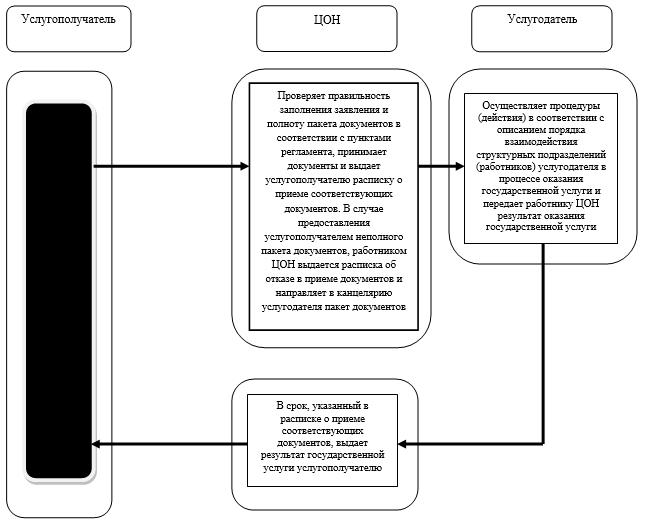 Услугополучатель
ЦОН
Услугодатель
Проверяет правильность
заполнения заявления и
полноту пакета документов в
соответствии с пунктами
регламента, принимает
документы и выдает
услугополучателю расписку о
приеме соответствующих
документов. В случае
предоставления
услугополучателем неполного
пакета документов, работником
ЦОН выдается расписка об
отказе в приеме документов и
направляет в канцелярию
услугодателя пакет документов
Осуществляет процедуры
(действия) в соответствии с
описанием порядка
взаимодействия
структурных подразделений
(работников) услугодателя в
процессе оказания
государственной услуги и
передает работнику ЦОН
результат оказания
государственной услуги
В срок, указанный в
расписке о приеме
соответствующих
документов, выдает
результат государственной
услуги услугополучателю